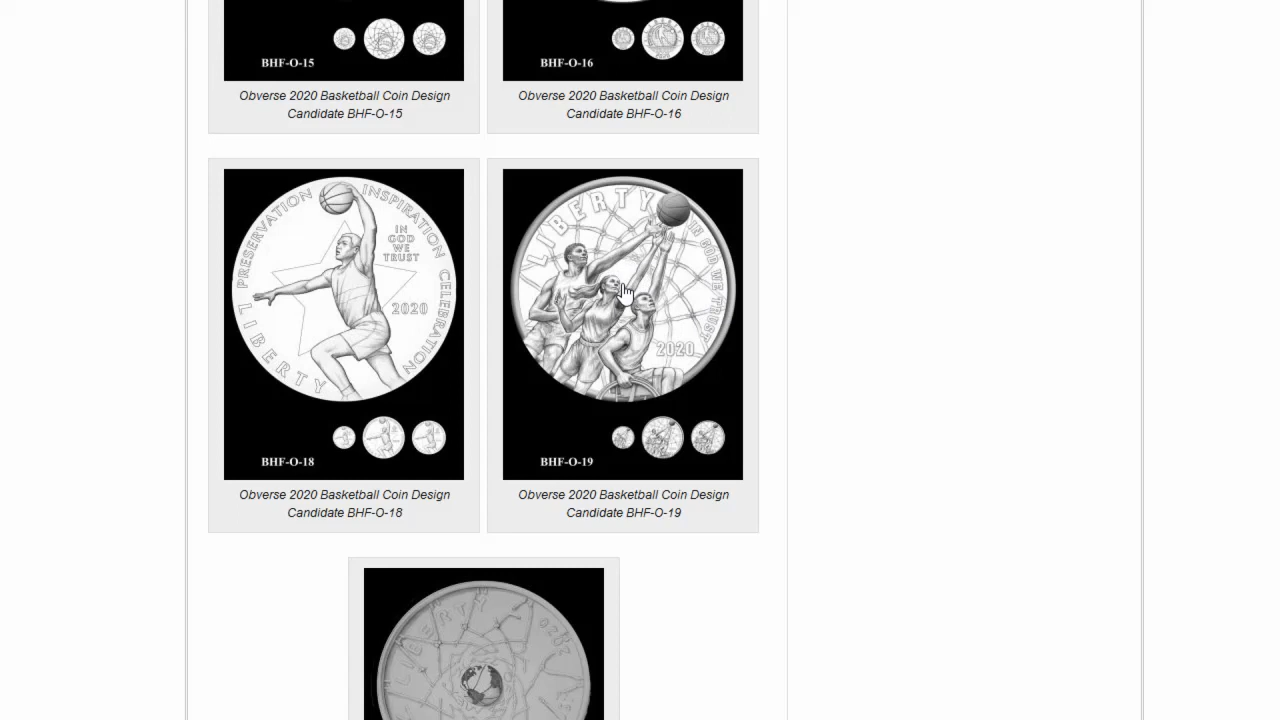 BHF-O-15
BHF-O-16
Obverse 2020 Basketball Coin Design
Candidate BHF-O-15
Obverse 2020 Basketball Coin Design
Candidate BHF-O-16
LIBERTY PRESERVATION INSPIRATION CELEBRATION
IN
GOD
WE
TRUST
2020
BHF-O-18
LIBERTY
IN GOD WE TRUST
2020
BHF-O-19
Obverse 2020 Basketball Coin Design
Candidate BHF-O-18
Obverse 2020 Basketball Coin Design
Candidate BHF-O-19
LIBERTY